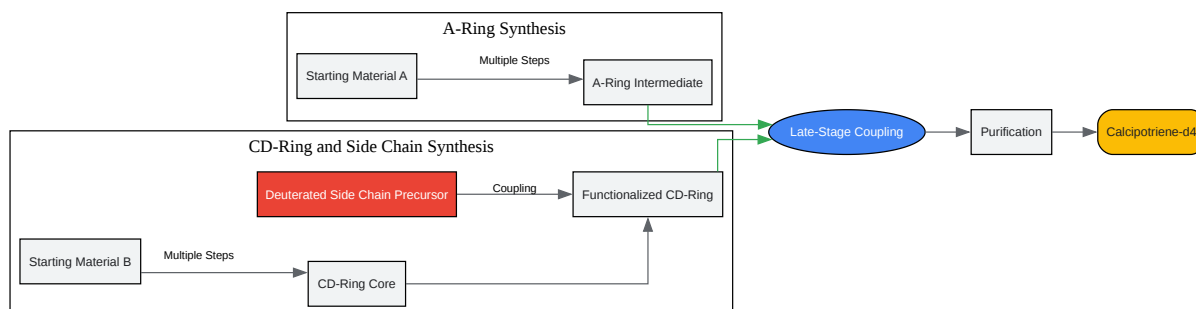 A-Ring Synthesis
Starting Material A
Multiple Steps
A-Ring Intermediate
CD-Ring and Side Chain Synthesis
Deuterated Side Chain Precursor
Coupling
Functionalized CD-Ring
Starting Material B
Multiple Steps
CD-Ring Core
Late-Stage Coupling
Purification
Calcipotriene-d4